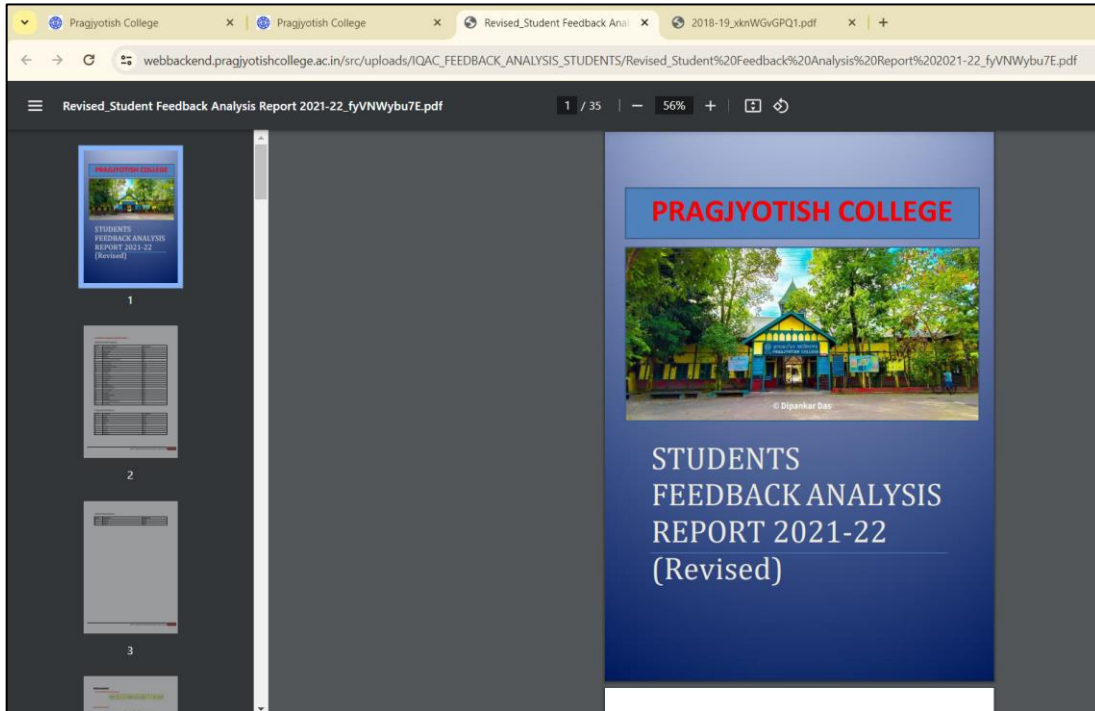 Pragjyotish College
Pragjyotish College
Revised_Student Feedback Anal
2018-19_xknWGvGPQ1.pdf
webbackend.pragjyotishcollege.ac.in/src/uploads/IQAC_FEEDBACK_ANALYSIS_STUDENTS/Revised_Student%20Feedback%20Analysis%20Report%202021-22_fyVNWybu7E.pdf
Revised_Student Feedback Analysis Report 2021-22_fyVNWybu7E.pdf
1 / 35
56%
PRAGJYOTISH COLLEGE
STUDENTS
FEEDBACK ANALYSIS
REPORT 2021-22
(Revised)
1
2
3
PRAGJYOTISH COLLEGE
PRAGJYOTISH COLLEGE
© Dipankar Das
STUDENTS
FEEDBACK ANALYSIS
REPORT 2021-22
(Revised)